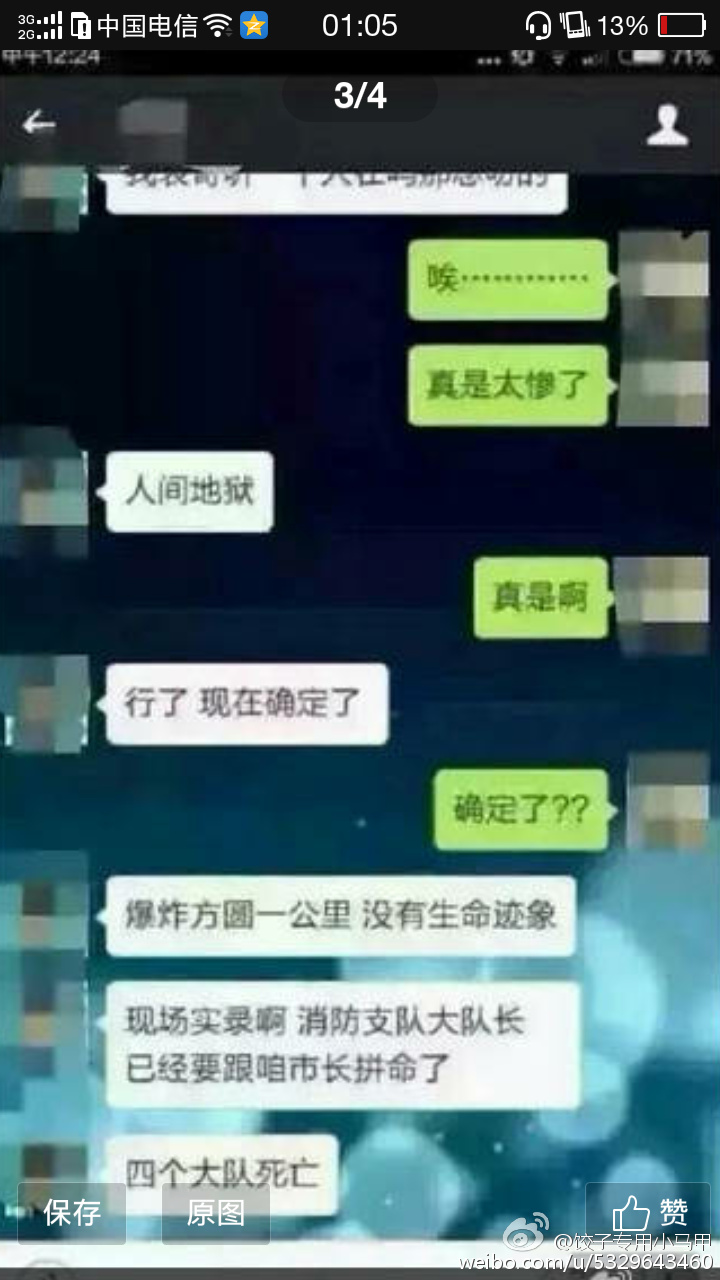 3G
2G
中国电信
01:05
13%
中午12:24
71%
3/4
唉…………
真是太惨了
人间地狱
真是啊
行了 现在确定了
确定了??
爆炸方圆一公里 没有生命迹象
现场实录啊 消防支队大队长
已经要跟咱市长拼命了
四个大队死亡
保存
原图
赞
@饺子专用小马甲
weibo.com/u/5329643460